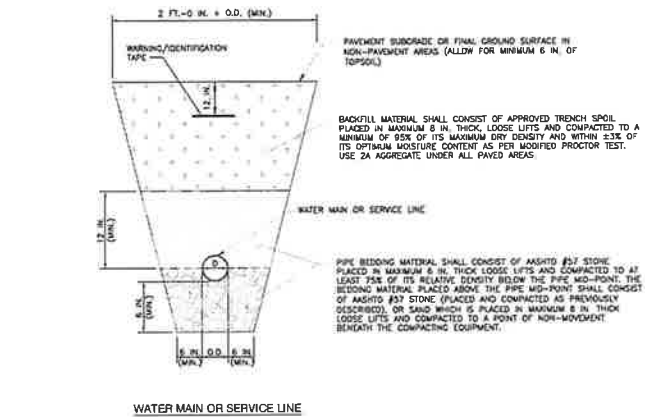 2 FT.-0 IN. + O.D. (MIN.)
WARNING/IDENTIFICATION
TAPE
12 IN.
PAVEMENT SUBGRADE OR FINAL GROUND SURFACE IN
NON-PAVEMENT AREAS (ALLOW FOR MINIMUM 6 IN. OF
TOPSOIL)
BACKFILL MATERIAL SHALL CONSIST OF APPROVED TRENCH SPOIL
PLACED IN MAXIMUM 8 IN. THICK, LOOSE LIFTS AND COMPACTED TO A
MINIMUM OF 95% OF ITS MAXIMUM DRY DENSITY AND WITHIN ±3% OF
ITS OPTIMUM MOISTURE CONTENT AS PER MODIFIED PROCTOR TEST.
USE 2A AGGREGATE UNDER ALL PAVED AREAS
12 IN.
(MIN.)
WATER MAIN OR SERVICE LINE
PIPE BEDDING MATERIAL SHALL CONSIST OF AASHTO #57 STONE
PLACED IN MAXIMUM 6 IN. THICK LOOSE LIFTS AND COMPACTED TO AT
LEAST 75% OF ITS RELATIVE DENSITY BELOW THE PIPE MID-POINT. THE
BEDDING MATERIAL PLACED ABOVE THE PIPE MID-POINT SHALL CONSIST
OF AASHTO #57 STONE (PLACED AND COMPACTED AS PREVIOUSLY
DESCRIBED), OR SAND WHICH IS PLACED IN MAXIMUM 8 IN THICK
LOOSE LIFTS AND COMPACTED TO A POINT OF NON-MOVEMENT
BENEATH THE COMPACTING EQUIPMENT.
6 IN.
(MIN.)
6 IN. O.D. 6 IN.
(MIN.) (MIN.)
WATER MAIN OR SERVICE LINE